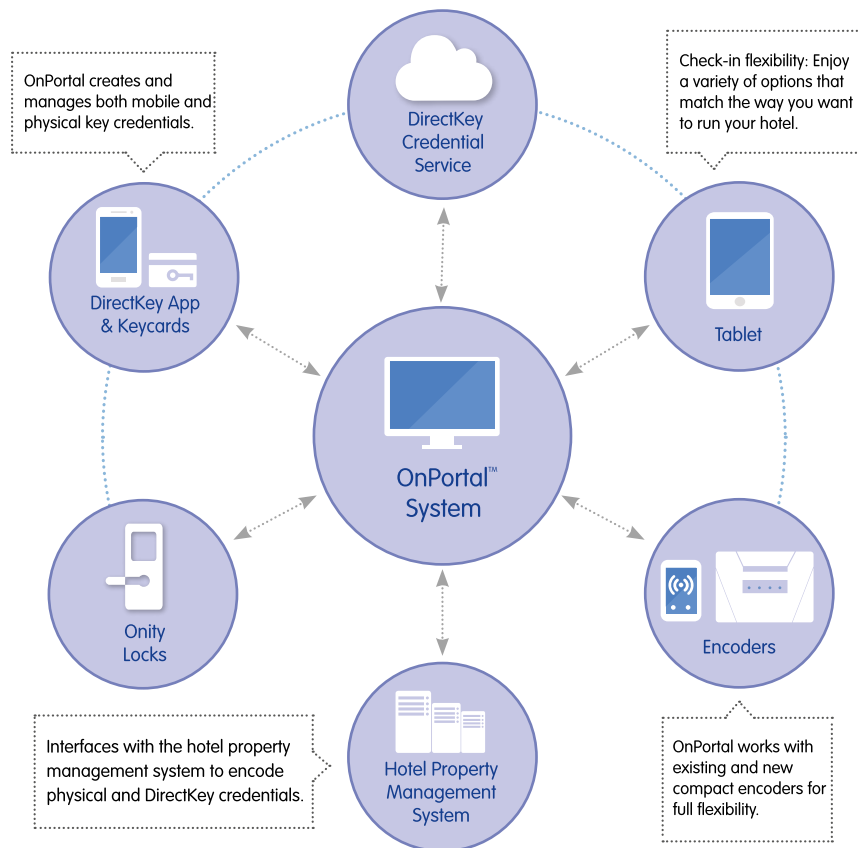 OnPortal creates and
manages both mobile and
physical key credentials.
DirectKey
Credential
Service
Check-in flexibility: Enjoy
a variety of options that
match the way you want
to run your hotel.
DirectKey App
& Keycards
Tablet
OnPortal™
System
Onity
Locks
Encoders
Interfaces with the hotel property
management system to encode
physical and DirectKey credentials.
Hotel Property
Management
System
OnPortal works with
existing and new
compact encoders for
full flexibility.